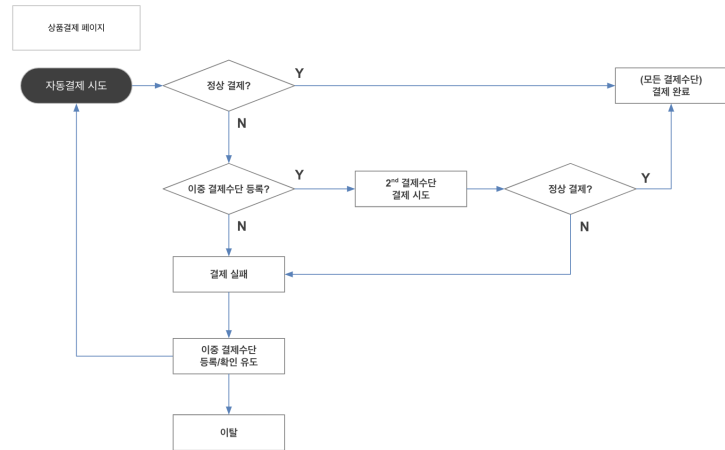 상품결제 페이지
자동결제 시도
정상 결제?
Y
(모든 결제수단)
결제 완료
N
이중 결제수단 등록?
Y
2nd 결제수단
결제 시도
정상 결제?
Y
N
N
결제 실패
이중 결제수단
등록/확인 유도
이탈